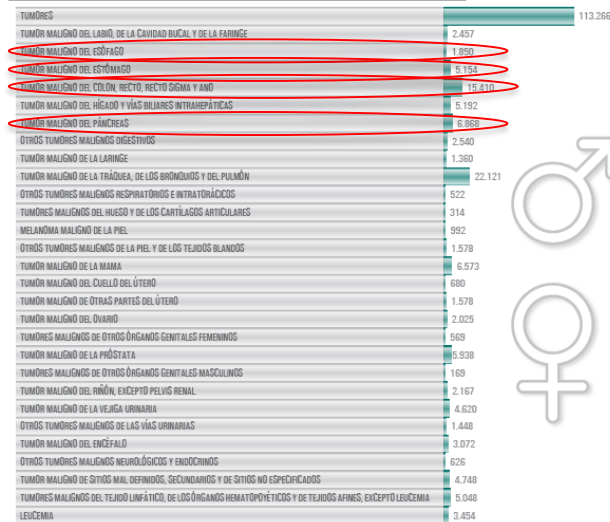 TUMORES 113.266
TUMOR MALIGNO DEL LABIO, DE LA CAVIDAD BUCAL Y DE LA FARINGE 2.457
TUMOR MALIGNO DEL ESÓFAGO 1.850
TUMOR MALIGNO DEL ESTÓMAGO 5.154
TUMOR MALIGNO DEL COLON, RECTO, RECTO SIGMA Y ANO 15.410
TUMOR MALIGNO DEL HÍGADO Y VÍAS BILIARES INTRAHEPÁTICAS 5.192
TUMOR MALIGNO DEL PÁNCREAS 6.868
OTROS TUMORES MALIGNOS DIGESTIVOS 2.540
TUMOR MALIGNO DE LA LARINGE 1.360
TUMOR MALIGNO DE LA TRÁQUEA, DE LOS BRONQUIOS Y DEL PULMÓN 22.121
OTROS TUMORES MALIGNOS RESPIRATORIOS E INTRATORÁCICOS 522
TUMORES MALIGNOS DEL HUESO Y DE LOS CARTÍLAGOS ARTICULARES 314
MELANOMA MALIGNO DE LA PIEL 992
OTROS TUMORES MALIGNOS DE LA PIEL Y DE LOS TEJIDOS BLANDOS 1.578
TUMOR MALIGNO DE LA MAMA 6.573
TUMOR MALIGNO DEL CUELLO DEL ÚTERO 680
TUMOR MALIGNO DE OTRAS PARTES DEL ÚTERO 1.578
TUMOR MALIGNO DEL OVARIO 2.025
TUMORES MALIGNOS DE OTROS ÓRGANOS GENITALES FEMENINOS 569
TUMOR MALIGNO DE LA PRÓSTATA 5.938
TUMORES MALIGNOS DE OTROS ÓRGANOS GENITALES MASCULINOS 169
TUMOR MALIGNO DEL RIÑÓN, EXCEPTO PELVIS RENAL 2.167
TUMOR MALIGNO DE LA VEJIGA URINARIA 4.620
OTROS TUMORES MALIGNOS DE LAS VÍAS URINARIAS 1.448
TUMOR MALIGNO DEL ENCÉFALO 3.072
OTROS TUMORES MALIGNOS NEUROLÓGICOS Y ENDOCRINOS 626
TUMOR MALIGNO DE SITIOS MAL DEFINIDOS, SECUNDARIOS Y DE SITIOS NO ESPECIFICADOS 4.748
TUMORES MALIGNOS DEL TEJIDO LINFÁTICO, DE LOS ÓRGANOS HEMATOPOYÉTICOS Y DE TEJIDOS AFINES, EXCEPTO LEUCEMIA 5.048
LEUCEMIA 3.454